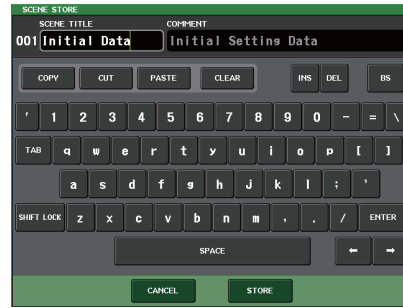 SCENE STORE
SCENE TITLE COMMENT
001 Initial Data Initial Setting Data
COPY CUT PASTE CLEAR INS DEL BS
' 1 2 3 4 5 6 7 8 9 0 - = \
TAB q w e r t y u i o p [ ]
a s d f g h j k l ; '
SHIFT LOCK z x c v b n m , . / ENTER
SPACE ← →
CANCEL STORE